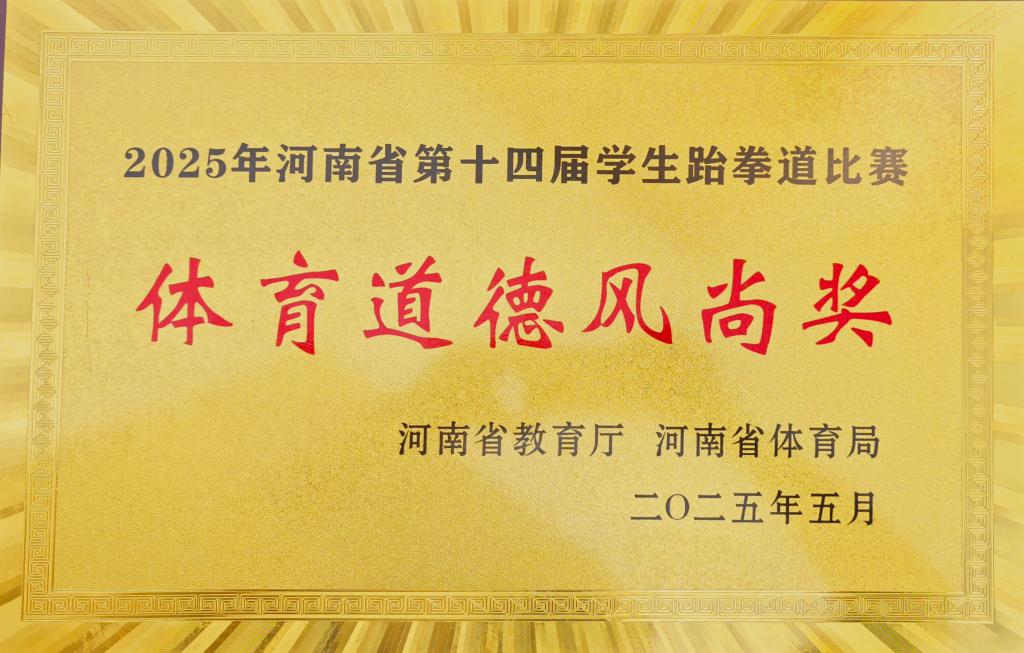 2025年河南省第十四届学生跆拳道比赛
体育道德风尚奖
河南省教育厅 河南省体育局
二〇二五年五月